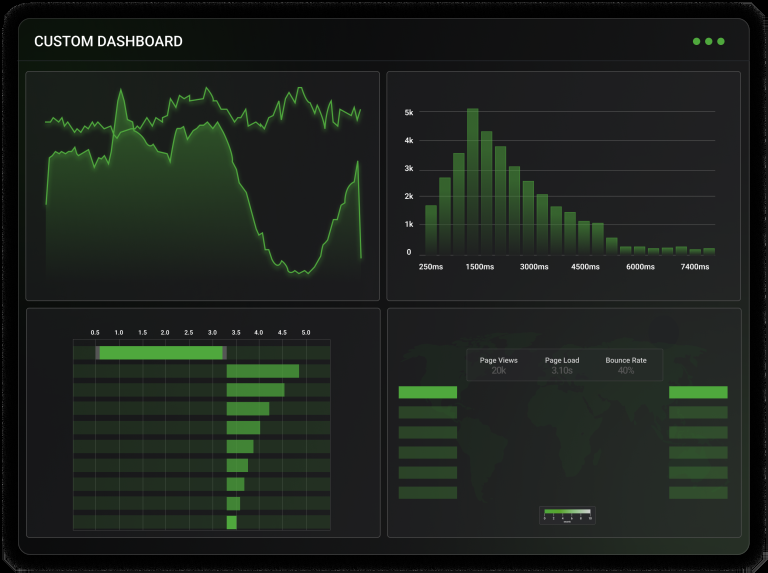 CUSTOM DASHBOARD
5k
4k
3k
2k
1k
0
250ms 1500ms 3000ms 4500ms 6000ms 7400ms
0.5 1.0 1.5 2.0 2.5 3.0 3.5 4.0 4.5 5.0
Page Views Page Load Bounce Rate
20k 3.10s 40%